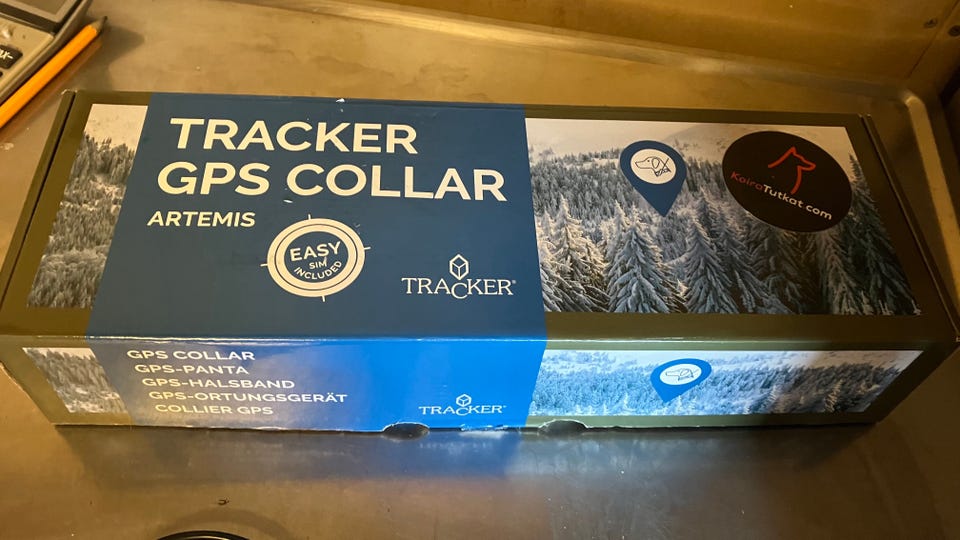 TRACKER
GPS COLLAR
ARTEMIS
EASY
SIM
INCLUDED
TRACKER®
KoiraTutkat.com
GPS COLLAR
GPS-PANTA
GPS-HALSBAND
GPS-ORTUNGSGERÄT
COLLIER GPS
TRACKER®